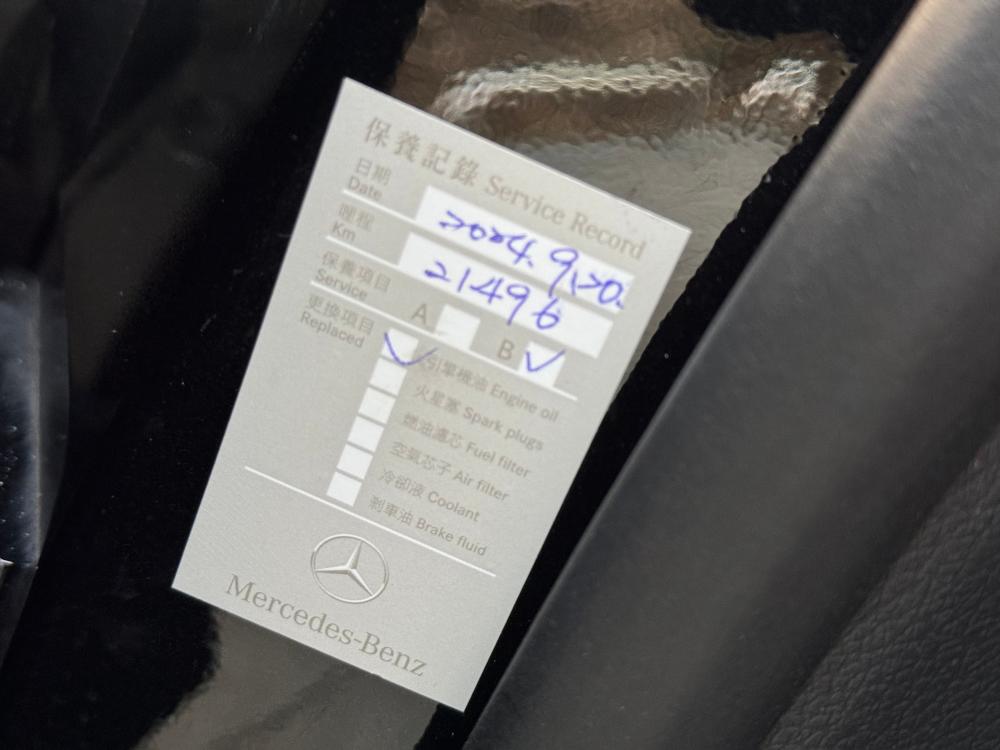 保養記錄 Service Record
日期
Date
2024.9.20.
哩程
Km
21496
保養項目
Service
A
B ✓
更換項目
Replaced
✓ 引擎機油 Engine oil
火星塞 Spark plugs
燃油濾芯 Fuel filter
空氣芯子 Air filter
冷卻液 Coolant
剎車油 Brake fluid
Mercedes-Benz